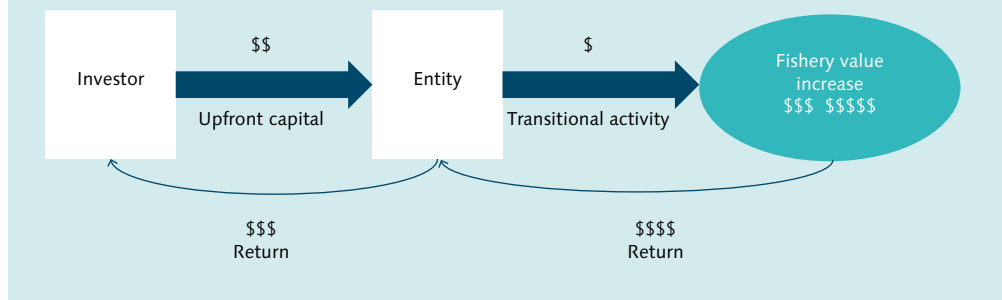 $$
$
Investor
Entity
Fishery value
increase
$$$ $$$$$
Upfront capital
Transitional activity
$$$
Return
$$$$
Return